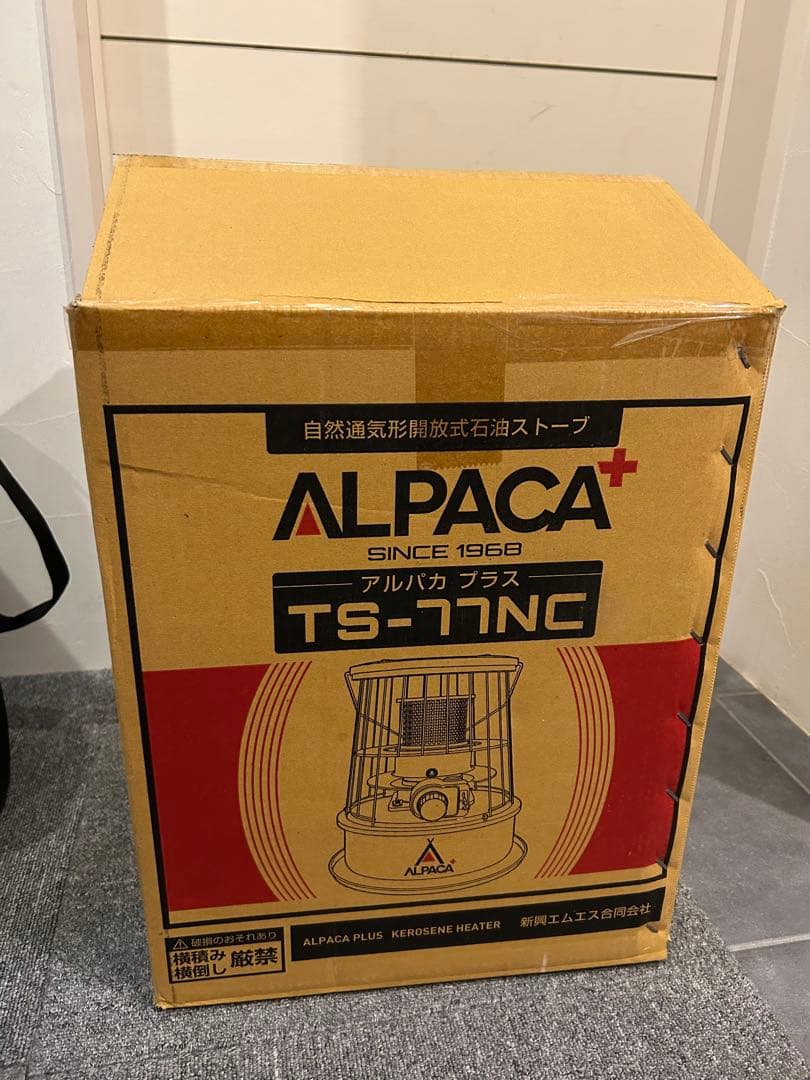 自然通気形開放式石油ストーブ
ALPACA+
SINCE 1968
アルパカ プラス
TS-77NC
ALPACA+
ALPACA PLUS KEROSENE HEATER 新興エムエス合同会社
⚠破損のおそれあり
横積み
横倒し
厳禁